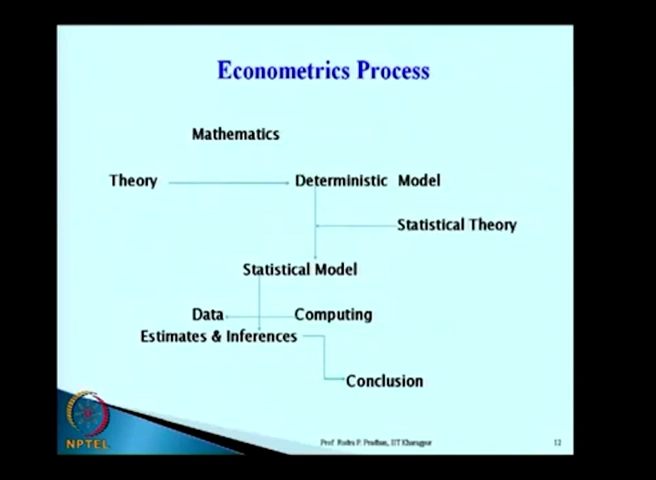 Econometrics Process
Mathematics
Theory Deterministic Model
Statistical Theory
Statistical Model
Data Computing
Estimates & Inferences
Conclusion
NPTEL Prof. Rudra P. Pradhan, IIT Kharagpur 12